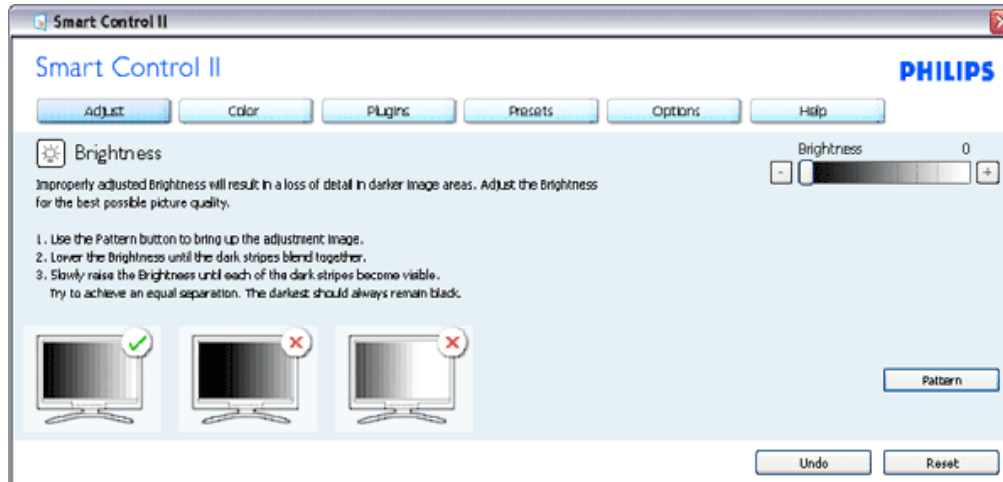 Smart Control II
Smart Control II
PHILIPS
Adjust Color Plugins Presets Options Help
Brightness
Brightness 0
- +
Improperly adjusted Brightness will result in a loss of detail in darker image areas. Adjust the Brightness
for the best possible picture quality.
1. Use the Pattern button to bring up the adjustment image.
2. Lower the Brightness until the dark stripes blend together.
3. Slowly raise the Brightness until each of the dark stripes become visible.
Try to achieve an equal separation. The darkest should always remain black.
Pattern
Undo Reset